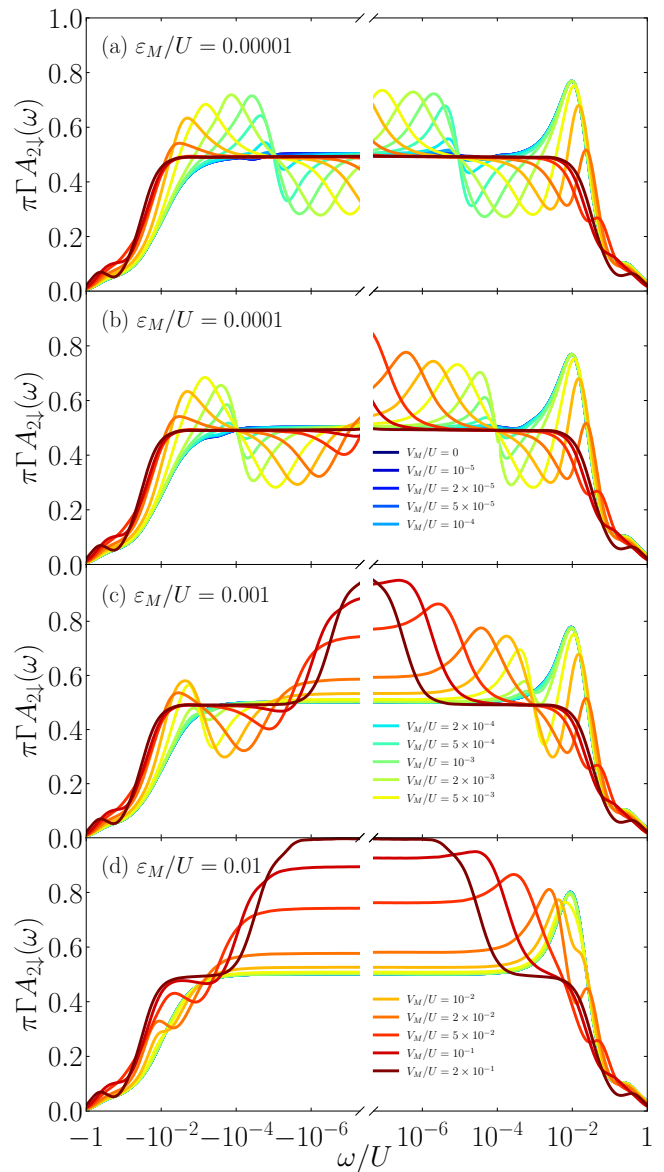 1.0
(a) ε_M/U = 0.00001
0.8
0.6
0.4
0.2
0.0
πΓA_{2↓}(ω)
(b) ε_M/U = 0.0001
0.8
0.6
0.4
0.2
0.0
πΓA_{2↓}(ω)
V_M/U = 0
V_M/U = 10^{-5}
V_M/U = 2 × 10^{-5}
V_M/U = 5 × 10^{-5}
V_M/U = 10^{-4}
(c) ε_M/U = 0.001
0.8
0.6
0.4
0.2
0.0
πΓA_{2↓}(ω)
V_M/U = 2 × 10^{-4}
V_M/U = 5 × 10^{-4}
V_M/U = 10^{-3}
V_M/U = 2 × 10^{-3}
V_M/U = 5 × 10^{-3}
(d) ε_M/U = 0.01
0.8
0.6
0.4
0.2
0.0
πΓA_{2↓}(ω)
V_M/U = 10^{-2}
V_M/U = 2 × 10^{-2}
V_M/U = 5 × 10^{-2}
V_M/U = 10^{-1}
V_M/U = 2 × 10^{-1}
−1 −10^{-2} −10^{-4} −10^{-6} 10^{-6} 10^{-4} 10^{-2} 1
ω/U